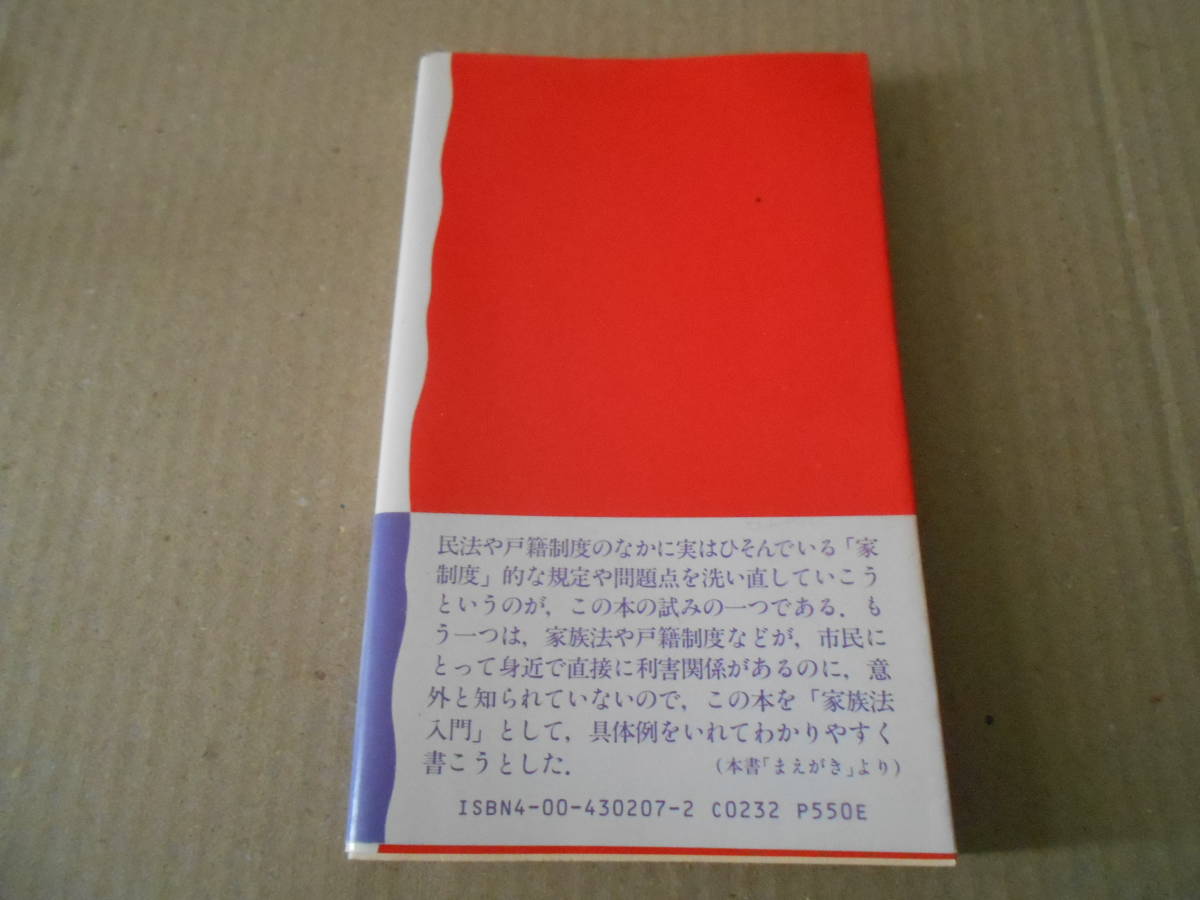 民法や戸籍制度のなかに実はひそんでいる「家
制度」的な規定や問題点を洗い直していこう
というのが，この本の試みの一つである．も
う一つは，家族法や戸籍制度などが，市民に
とって身近で直接に利害関係があるのに，意
外と知られていないので，この本を「家族法
入門」として，具体例をいれてわかりやすく
書こうとした．
（本書「まえがき」より）
ISBN4-00-430207-2 C0232 P550E